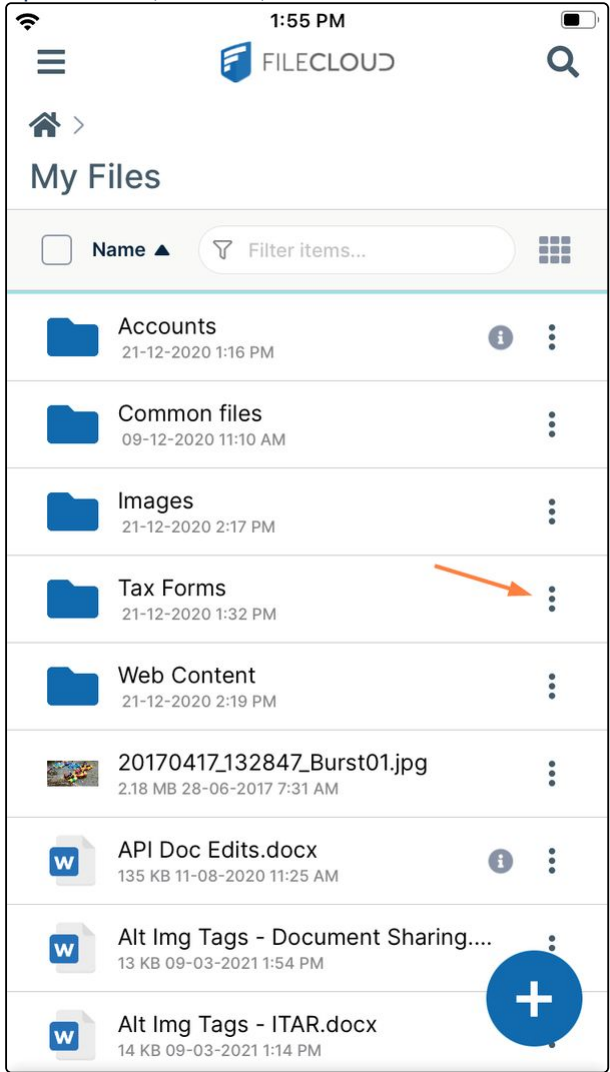 1:55 PM
FILECLOUD
My Files
Name ▲ Filter items...
Accounts
21-12-2020 1:16 PM
Common files
09-12-2020 11:10 AM
Images
21-12-2020 2:17 PM
Tax Forms
21-12-2020 1:32 PM
Web Content
21-12-2020 2:19 PM
20170417_132847_Burst01.jpg
2.18 MB 28-06-2017 7:31 AM
W
API Doc Edits.docx
135 KB 11-08-2020 11:25 AM
W
Alt Img Tags - Document Sharing....
13 KB 09-03-2021 1:54 PM
W
Alt Img Tags - ITAR.docx
14 KB 09-03-2021 1:14 PM